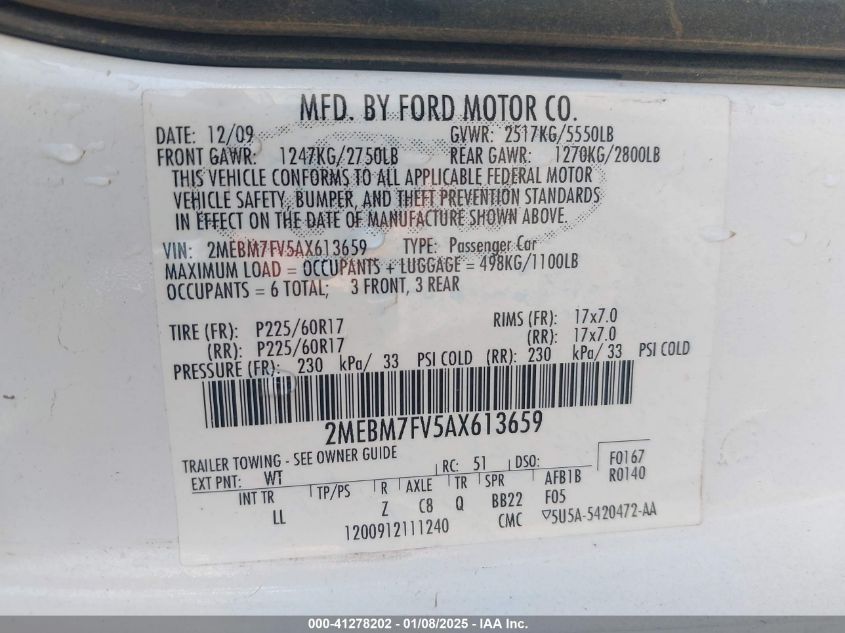 MFD. BY FORD MOTOR CO.
DATE: 12/09 GVWR: 2517KG/5550LB
FRONT GAWR: 1247KG/2750LB REAR GAWR: 1270KG/2800LB
THIS VEHICLE CONFORMS TO ALL APPLICABLE FEDERAL MOTOR
VEHICLE SAFETY, BUMPER, AND THEFT PREVENTION STANDARDS
IN EFFECT ON THE DATE OF MANUFACTURE SHOWN ABOVE.
VIN: 2MEBM7FV5AX613659 TYPE: Passenger Car
MAXIMUM LOAD = OCCUPANTS + LUGGAGE = 498KG/1100LB
OCCUPANTS = 6 TOTAL; 3 FRONT, 3 REAR
TIRE (FR): P225/60R17 RIMS (FR): 17x7.0
(RR): P225/60R17 (RR): 17x7.0
PRESSURE (FR): 230 kPa/ 33 PSI COLD (RR): 230 kPa/ 33 PSI COLD
2MEBM7FV5AX613659
TRAILER TOWING - SEE OWNER GUIDE
EXT PNT: WT RC: 51 DSO: F0167
INT TR TP/PS R AXLE TR SPR AFB1B R0140
LL Z C8 Q BB22 F05
1200912111240 CMC ▽5U5A-5420472-AA
000-41278202 - 01/08/2025 - IAA Inc.